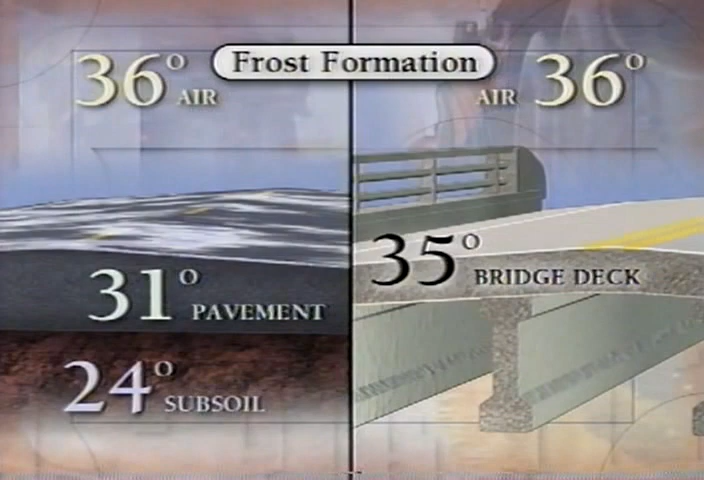 Frost Formation
36° AIR
31° PAVEMENT
24° SUBSOIL
AIR 36°
35° BRIDGE DECK